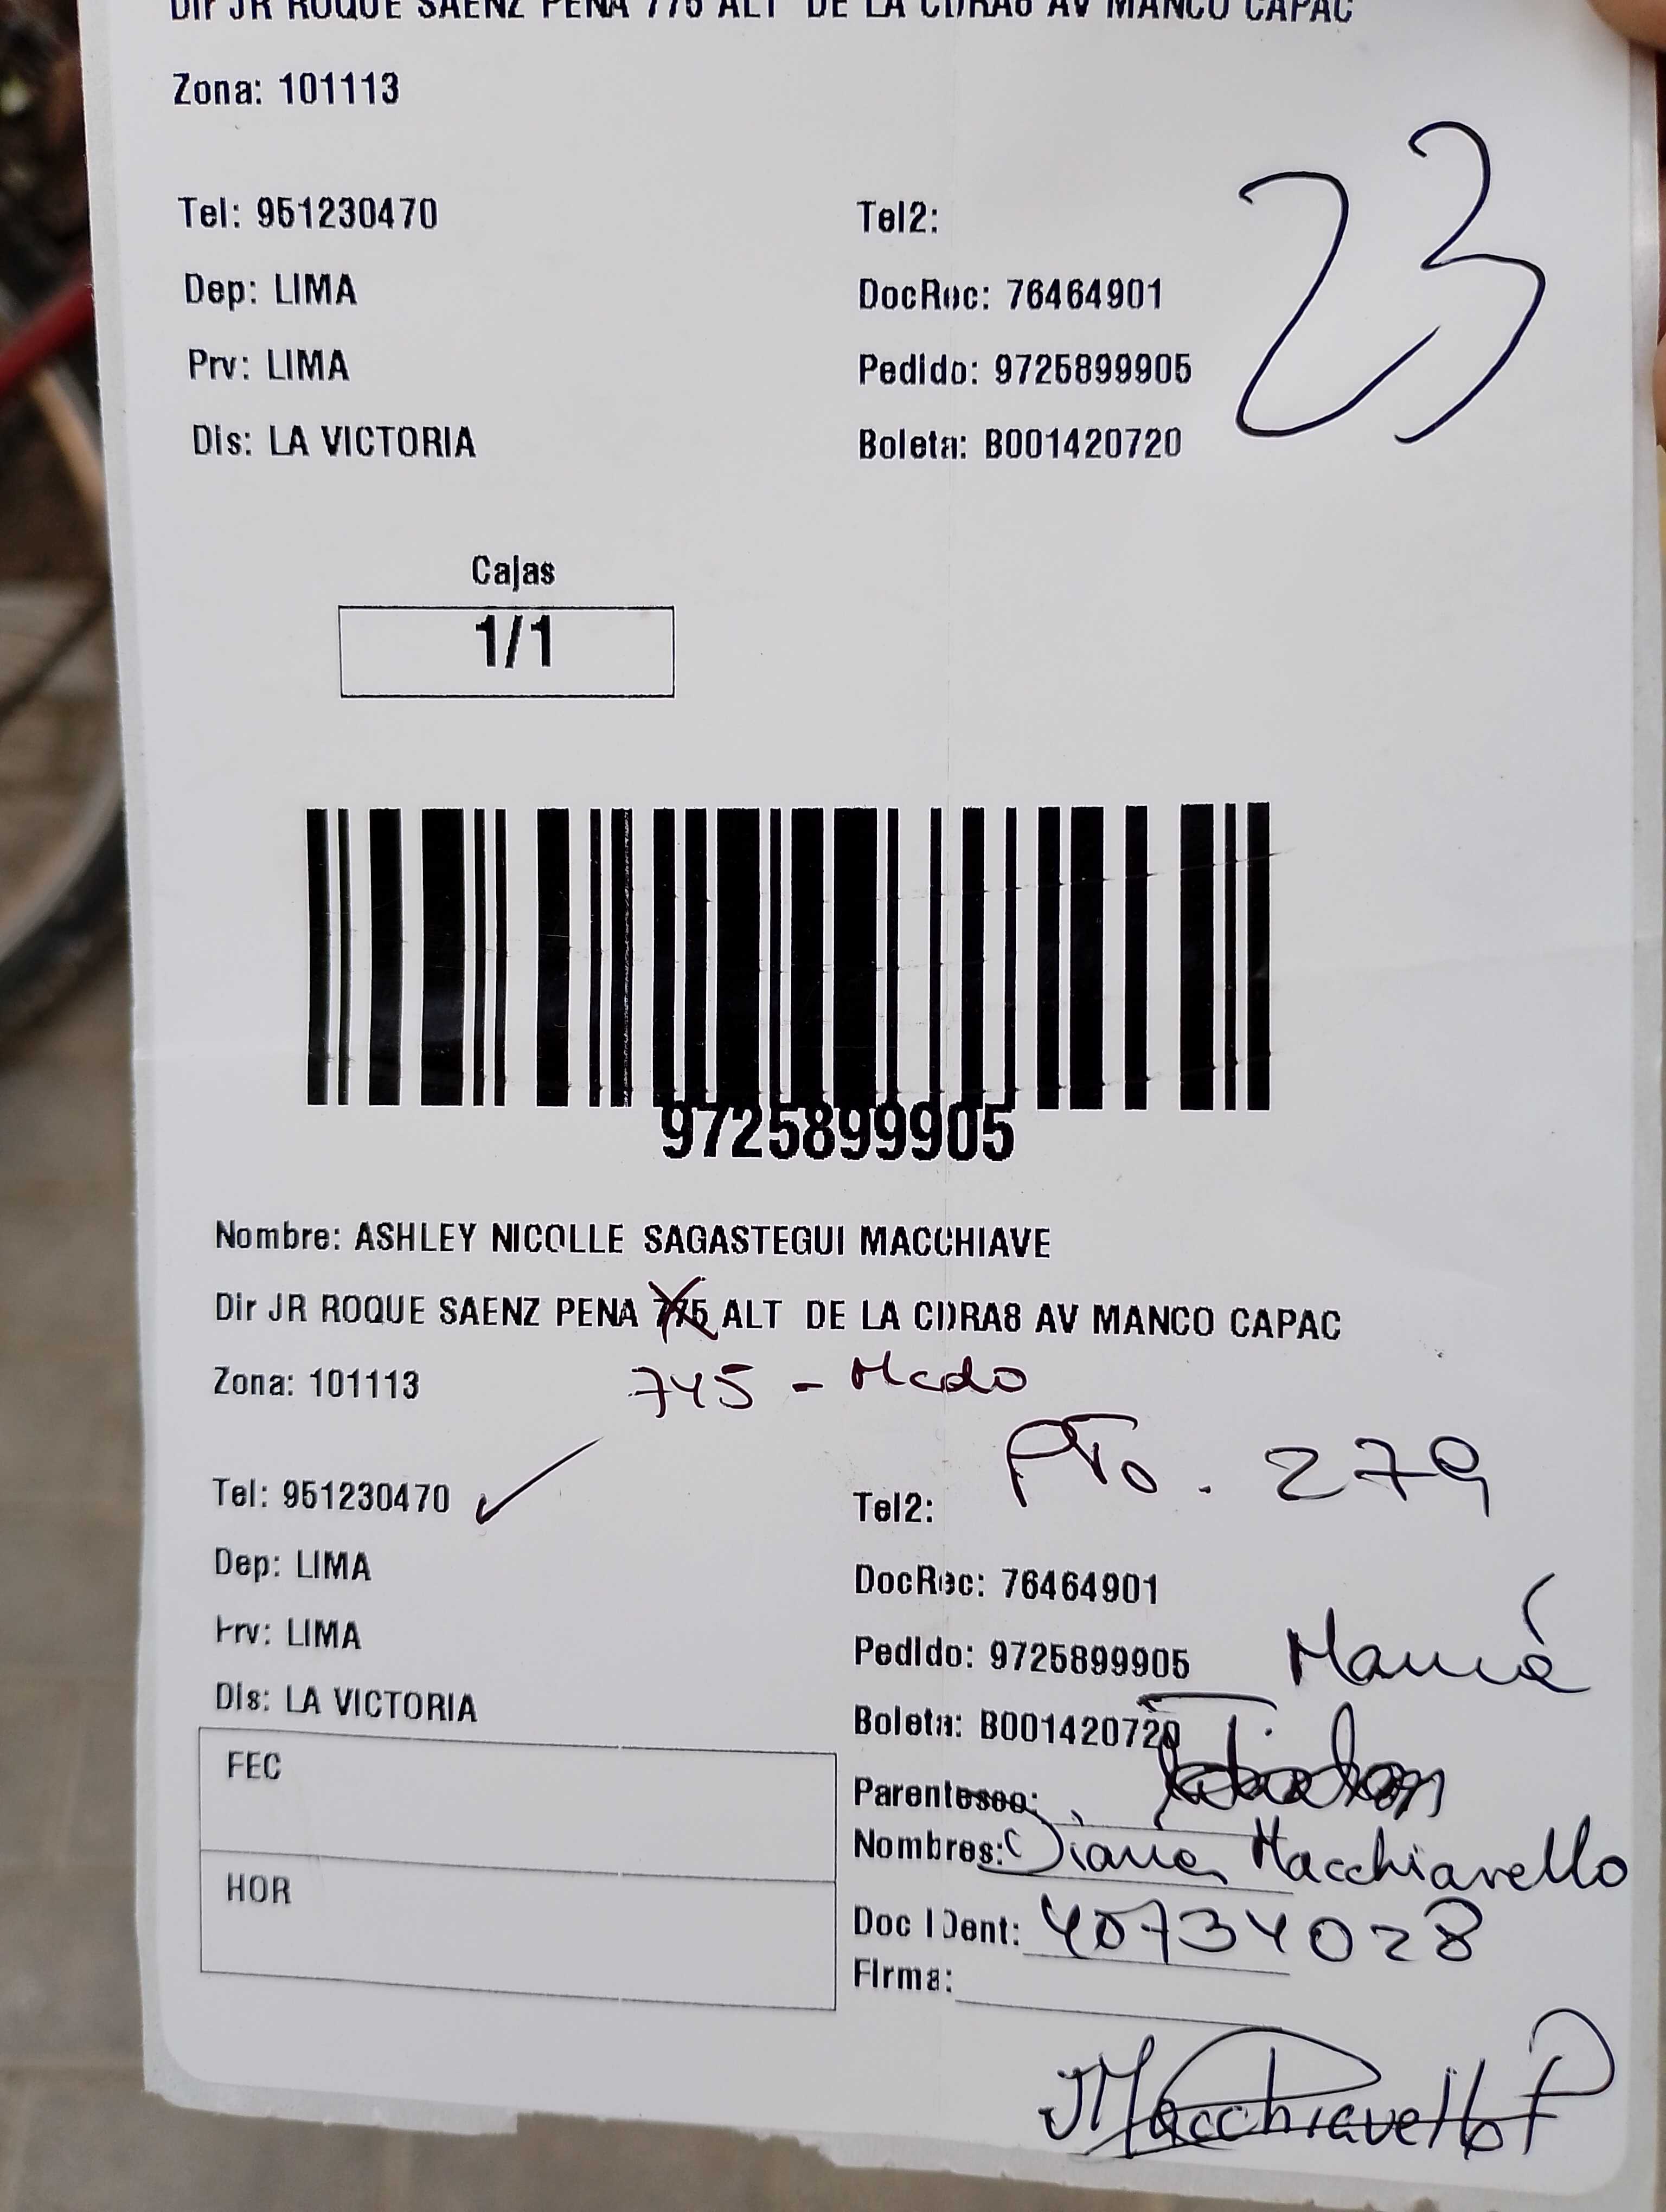 Dir JR ROQUE SAENZ PENA 775 ALT DE LA CDRA8 AV MANCO CAPAC
Zona: 101113
23
Tel: 951230470 Tel2:
Dep: LIMA DocRec: 76464901
Prv: LIMA Pedido: 9725899905
Dis: LA VICTORIA Boleta: B001420720
Cajas
1/1
9725899905
Nombre: ASHLEY NICOLLE SAGASTEGUI MACCHIAVE
Dir JR ROQUE SAENZ PENA 775 ALT DE LA CDRA8 AV MANCO CAPAC
Zona: 101113 745 - Mcdo
PTo. 279
Tel: 951230470 Tel2:
Dep: LIMA DocRec: 76464901
Prv: LIMA Pedido: 9725899905 Mamá
Dis: LA VICTORIA Boleta: B001420720
FEC Parentesco:
Nombres: Diana Macchiavello
HOR Doc IDent: 40734028
Firma:
Macchiavello P